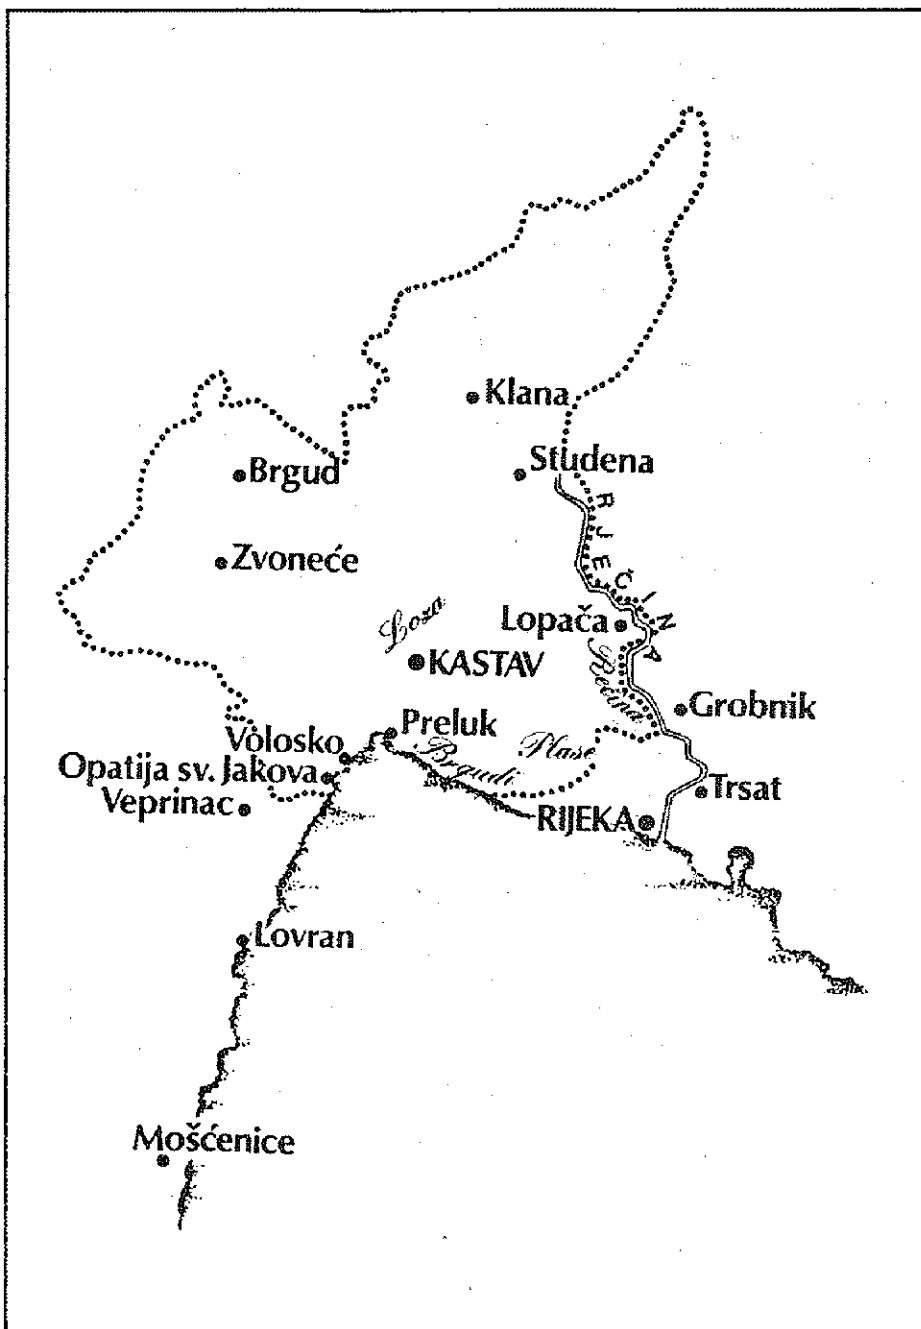 Klana
Studena
Brgud
RJEČINA
Zvoneće
Loza
Lopača
KASTAV
Rečina
Grobnik
Preluk
Volosko
Brgudi
Plase
Opatija sv. Jakova
Trsat
Veprinac
RIJEKA
Lovran
Mošćenice